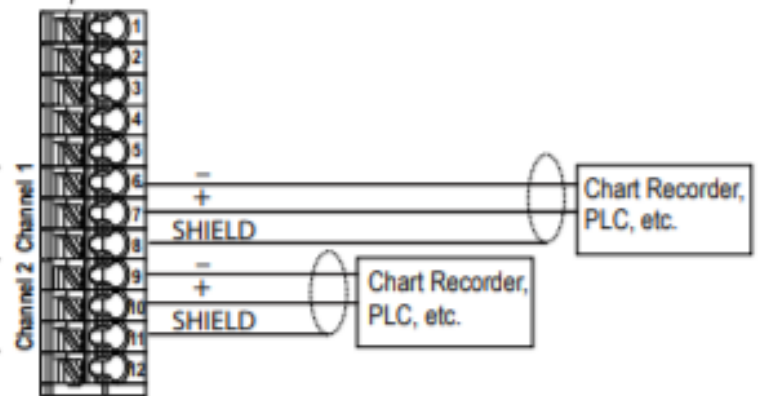 1
2
3
4
5
6
7
8
9
10
11
12
Channel 1
Channel 2
−
+
SHIELD
Chart Recorder,
PLC, etc.
−
+
SHIELD
Chart Recorder,
PLC, etc.